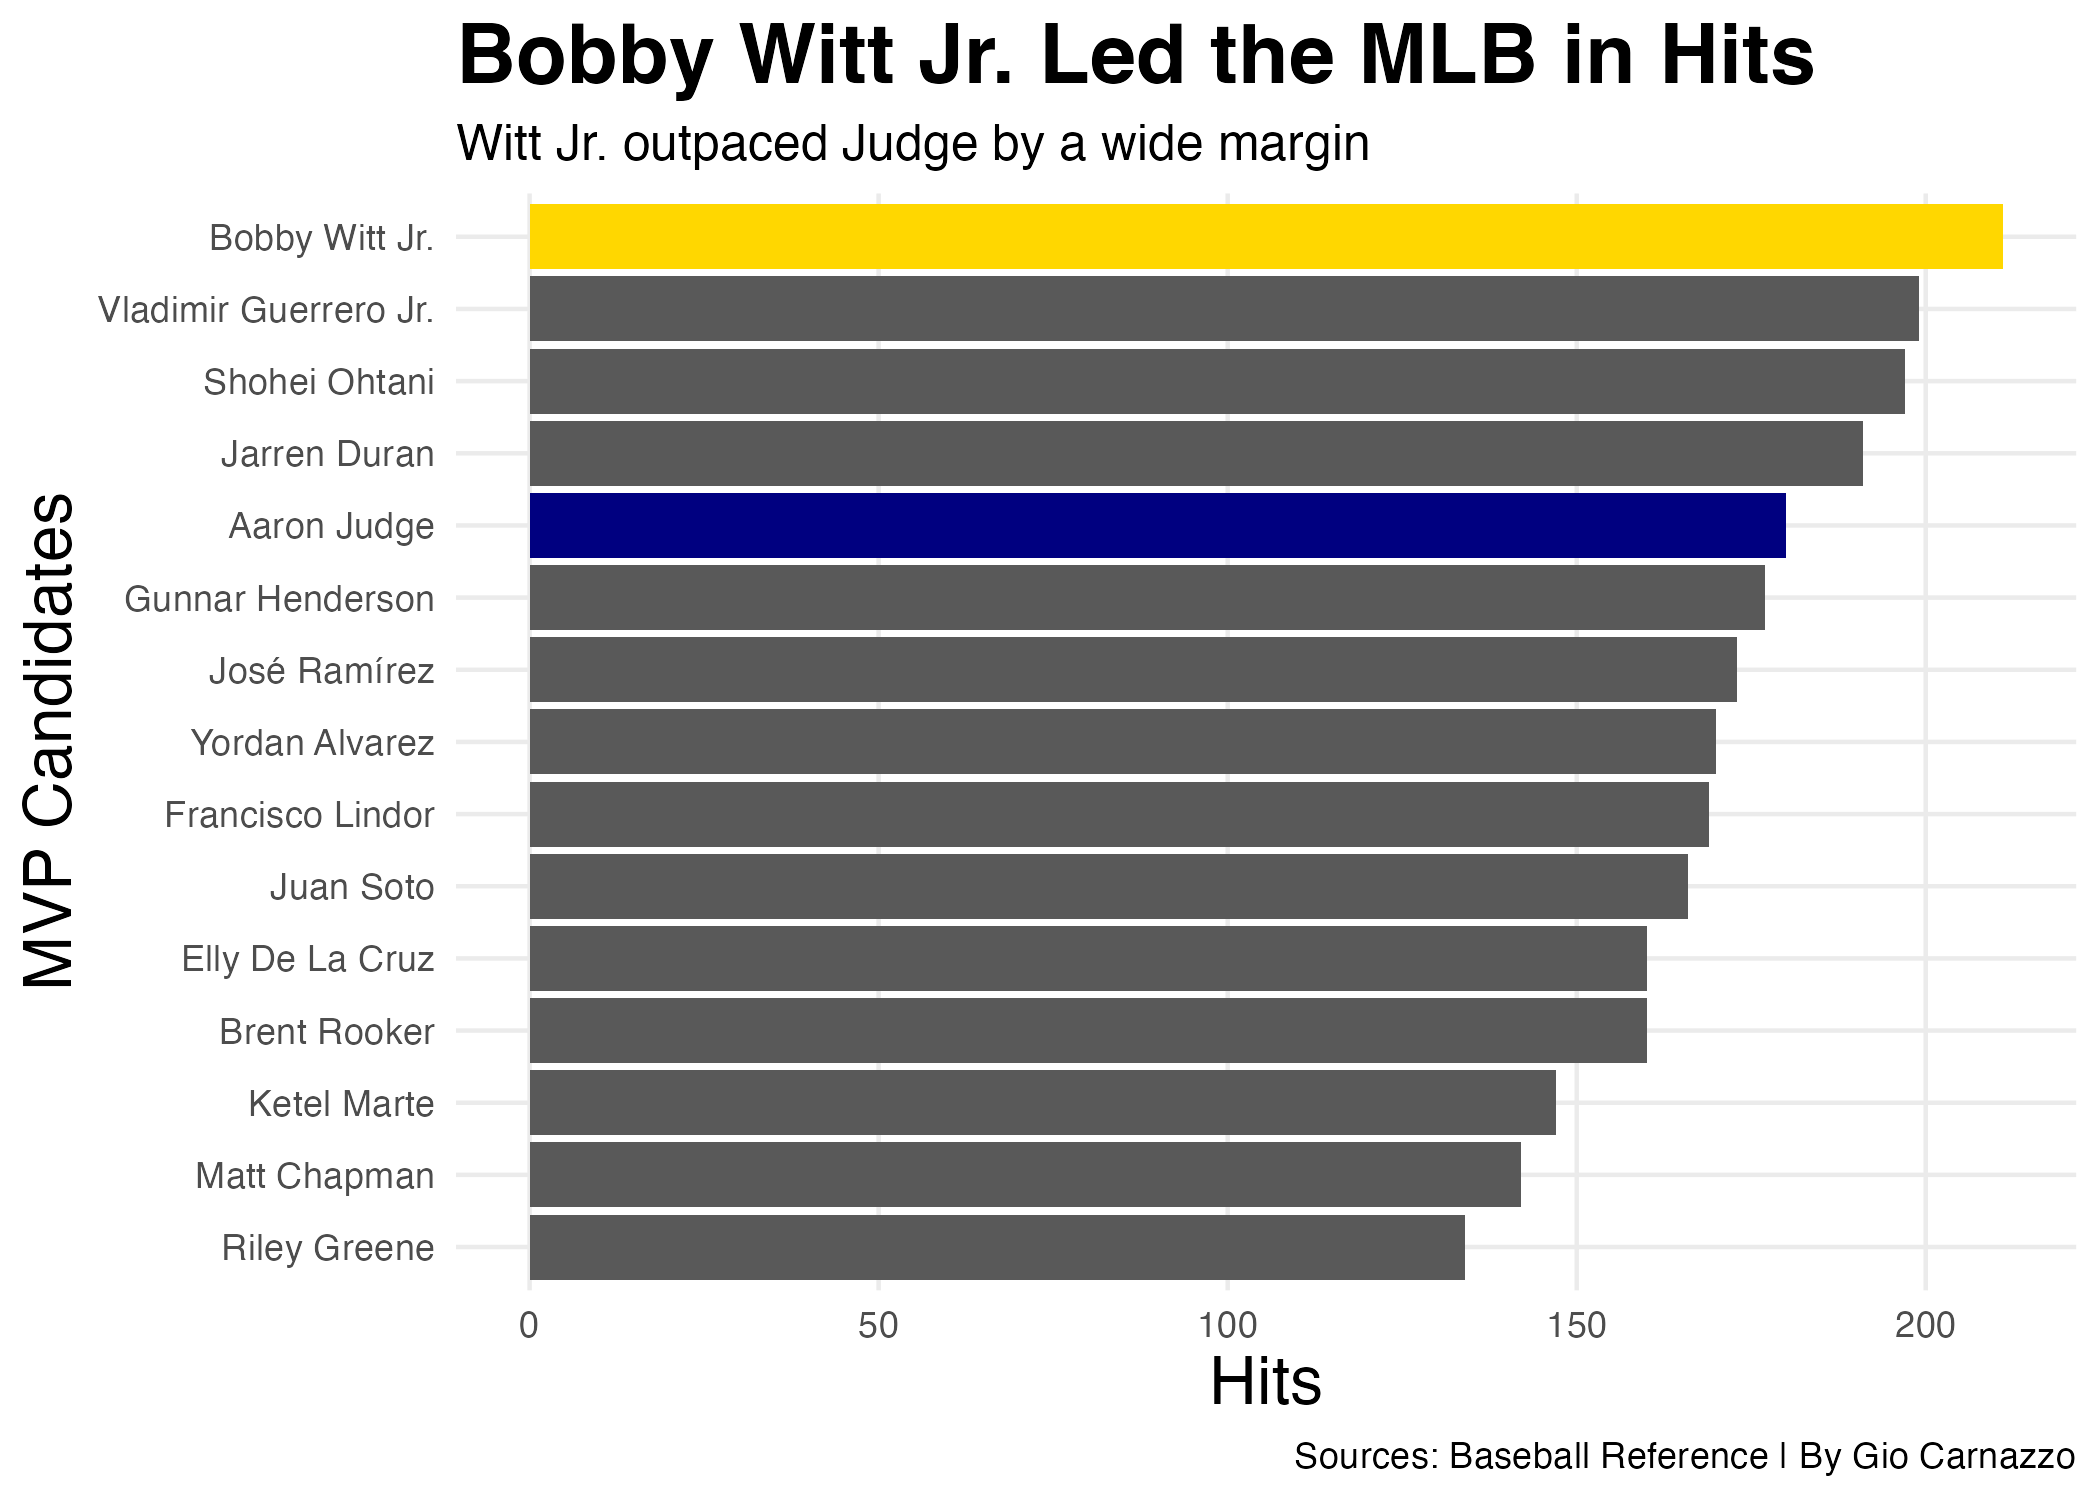 Bobby Witt Jr. Led the MLB in Hits
Witt Jr. outpaced Judge by a wide margin
MVP Candidates
Bobby Witt Jr.
Vladimir Guerrero Jr.
Shohei Ohtani
Jarren Duran
Aaron Judge
Gunnar Henderson
José Ramírez
Yordan Alvarez
Francisco Lindor
Juan Soto
Elly De La Cruz
Brent Rooker
Ketel Marte
Matt Chapman
Riley Greene
0 50 100 150 200
Hits
Sources: Baseball Reference | By Gio Carnazzo